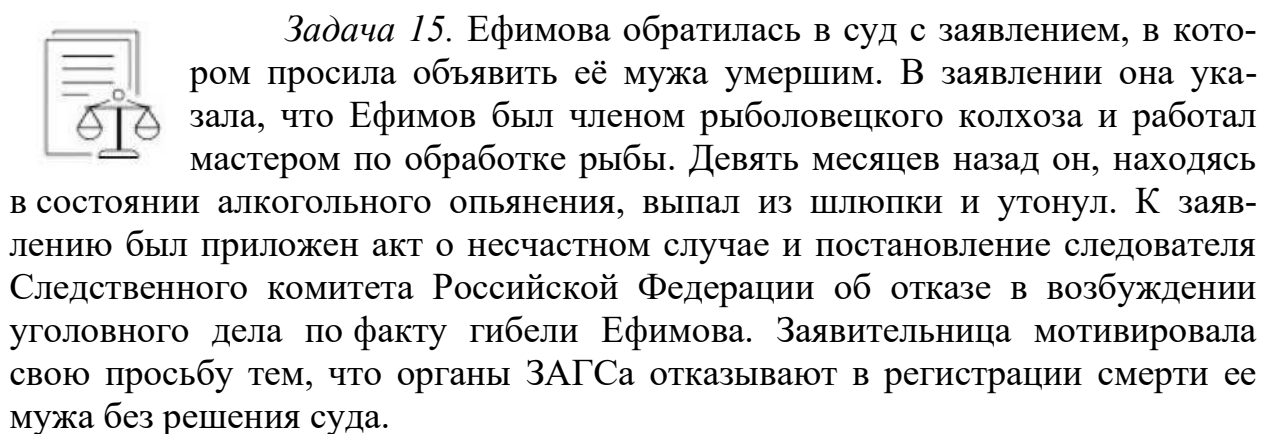 Задача 15. Ефимова обратилась в суд с заявлением, в кото-
ром просила объявить её мужа умершим. В заявлении она ука-
зала, что Ефимов был членом рыболовецкого колхоза и работал
мастером по обработке рыбы. Девять месяцев назад он, находясь
в состоянии алкогольного опьянения, выпал из шлюпки и утонул. К заяв-
лению был приложен акт о несчастном случае и постановление следователя
Следственного комитета Российской Федерации об отказе в возбуждении
уголовного дела по факту гибели Ефимова. Заявительница мотивировала
свою просьбу тем, что органы ЗАГСа отказывают в регистрации смерти ее
мужа без решения суда.